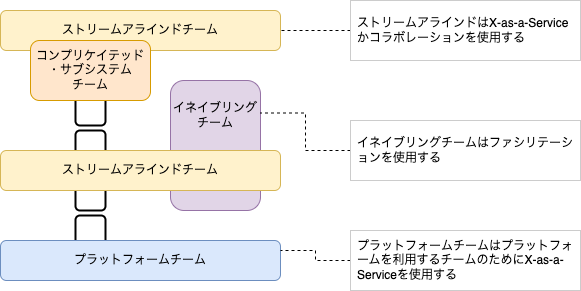 ストリームアラインドチーム
ストリームアラインドはX-as-a-Service
かコラボレーションを使用する
コンプリケイテッド
・サブシステム
チーム
イネイブリング
チーム
イネイブリングチームはファシリテーシ
ョンを使用する
ストリームアラインドチーム
プラットフォームチーム
プラットフォームチームはプラットフォ
ームを利用するチームのためにX-as-a-
Serviceを使用する